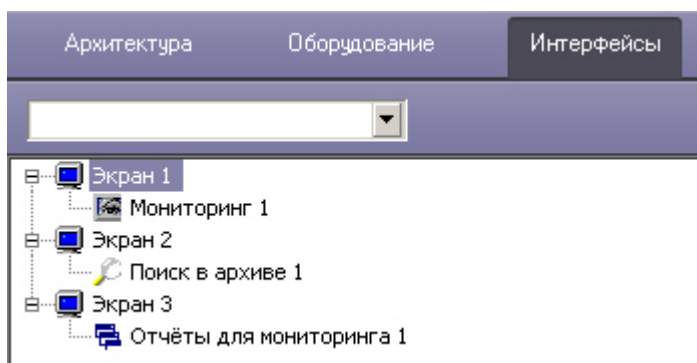 Архитектура Оборудование Интерфейсы
Экран 1
Мониторинг 1
Экран 2
Поиск в архиве 1
Экран 3
Отчёты для мониторинга 1